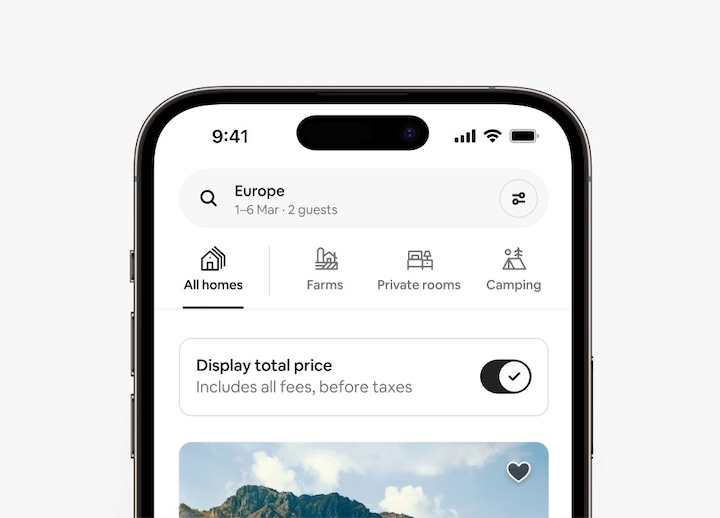 9:41
Europe
1–6 Mar · 2 guests
All homes
Farms
Private rooms
Camping
Display total price
Includes all fees, before taxes